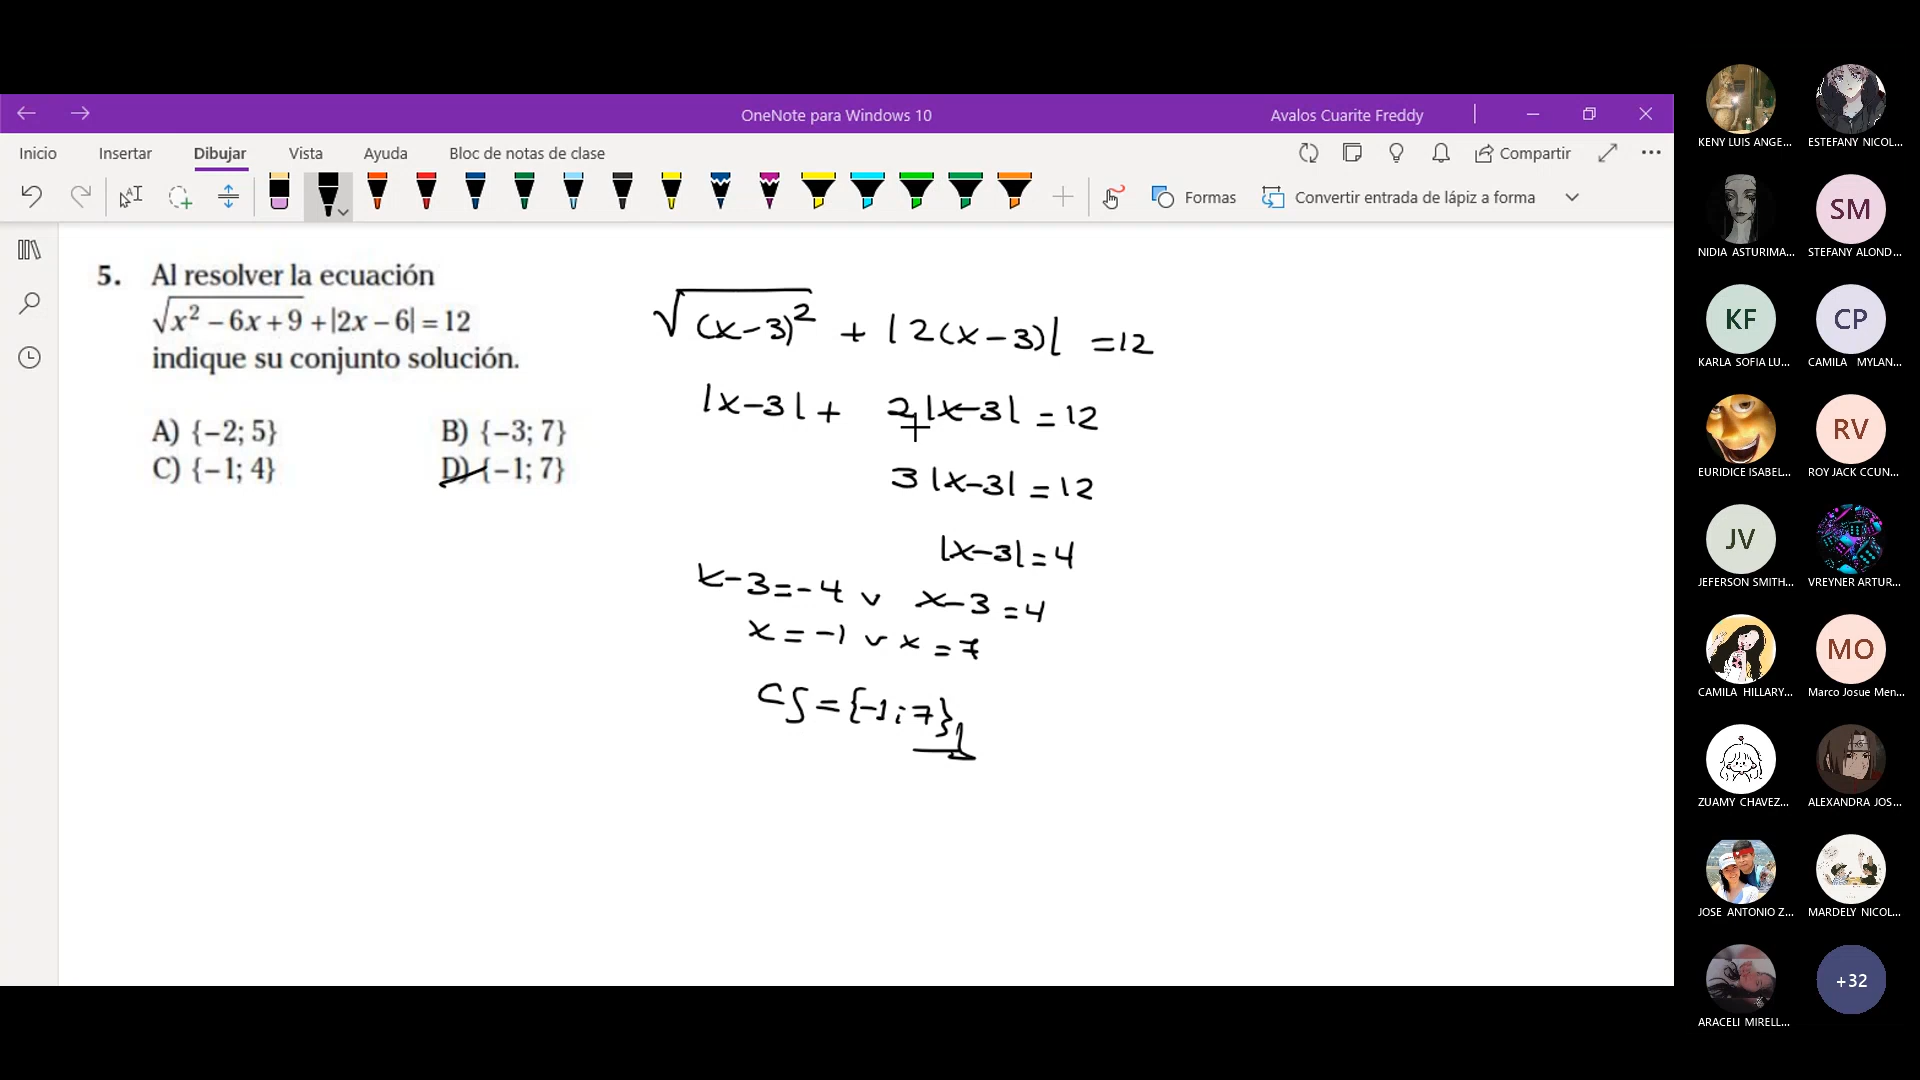 OneNote para Windows 10
Avalos Cuarite Freddy
Inicio Insertar Dibujar Vista Ayuda Bloc de notas de clase
Compartir
Formas
Convertir entrada de lápiz a forma
5. Al resolver la ecuación
√x² − 6x + 9 + |2x − 6| = 12
indique su conjunto solución.
A) {−2; 5} B) {−3; 7}
C) {−1; 4} D) {−1; 7}
√(x−3)² + |2(x−3)| = 12
|x−3| + 2|x−3| = 12
3|x−3| = 12
|x−3| = 4
x−3 = −4 v x−3 = 4
x = −1 v x = 7
CS = {−1; 7}
KENY LUIS ANGE... ESTEFANY NICOL...
SM
NIDIA ASTURIMA... STEFANY ALOND...
KF CP
KARLA SOFIA LU... CAMILA MYLAN...
RV
EURIDICE ISABEL... ROY JACK CCUN...
JV
JEFERSON SMITH... VREYNER ARTUR...
MO
CAMILA HILLARY... Marco Josue Men...
ZUAMY CHAVEZ... ALEXANDRA JOS...
JOSE ANTONIO Z... MARDELY NICOL...
+32
ARACELI MIRELL...